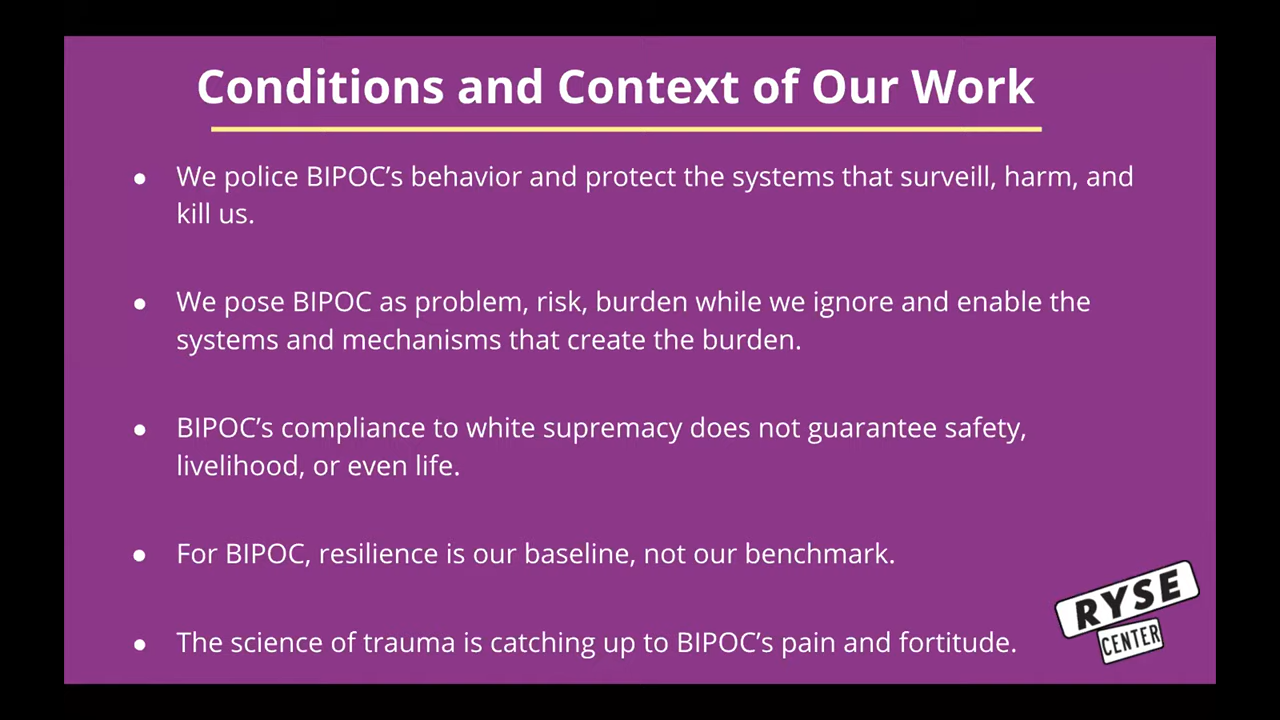 Conditions and Context of Our Work
● We police BIPOC’s behavior and protect the systems that surveill, harm, and
kill us.
● We pose BIPOC as problem, risk, burden while we ignore and enable the
systems and mechanisms that create the burden.
● BIPOC’s compliance to white supremacy does not guarantee safety,
livelihood, or even life.
● For BIPOC, resilience is our baseline, not our benchmark.
● The science of trauma is catching up to BIPOC’s pain and fortitude.
RYSE
CENTER